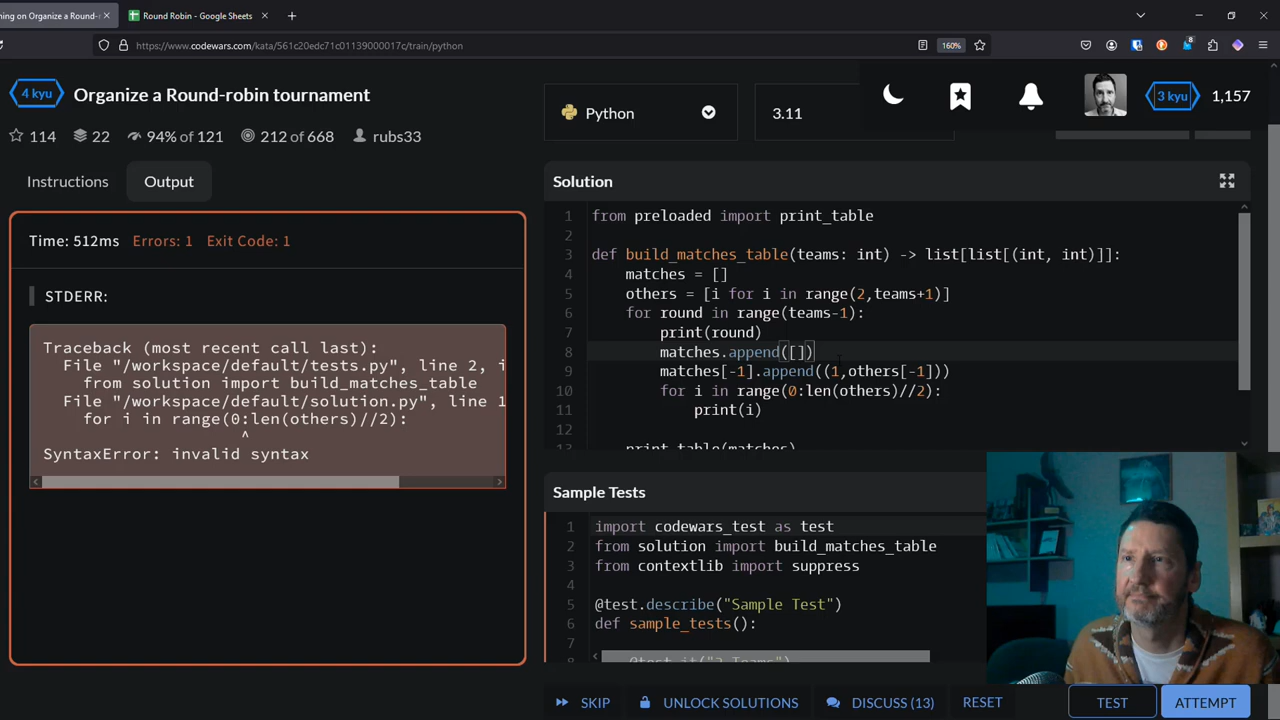 ning on Organize a Round-r
Round Robin - Google Sheets
https://www.codewars.com/kata/561c20edc71c01139000017c/train/python
160%
8
4 kyu
Organize a Round-robin tournament
3 kyu
1,157
114
22
94% of 121
212 of 668
rubs33
Python
3.11
Instructions
Output
Solution
Time: 512ms
Errors: 1
Exit Code: 1
STDERR:
Traceback (most recent call last):
File "/workspace/default/tests.py", line 2, i
from solution import build_matches_table
File "/workspace/default/solution.py", line 1
for i in range(0:len(others)//2):
^
SyntaxError: invalid syntax
1 from preloaded import print_table
2
3 def build_matches_table(teams: int) -> list[list[(int, int)]]:
4 matches = []
5 others = [i for i in range(2,teams+1)]
6 for round in range(teams-1):
7 print(round)
8 matches.append([])
9 matches[-1].append((1,others[-1]))
10 for i in range(0:len(others)//2):
11 print(i)
12
13 print_table(matches)
Sample Tests
1 import codewars_test as test
2 from solution import build_matches_table
3 from contextlib import suppress
4
5 @test.describe("Sample Test")
6 def sample_tests():
7
8 @test.it("2 Teams")
SKIP
UNLOCK SOLUTIONS
DISCUSS (13)
RESET
TEST
ATTEMPT